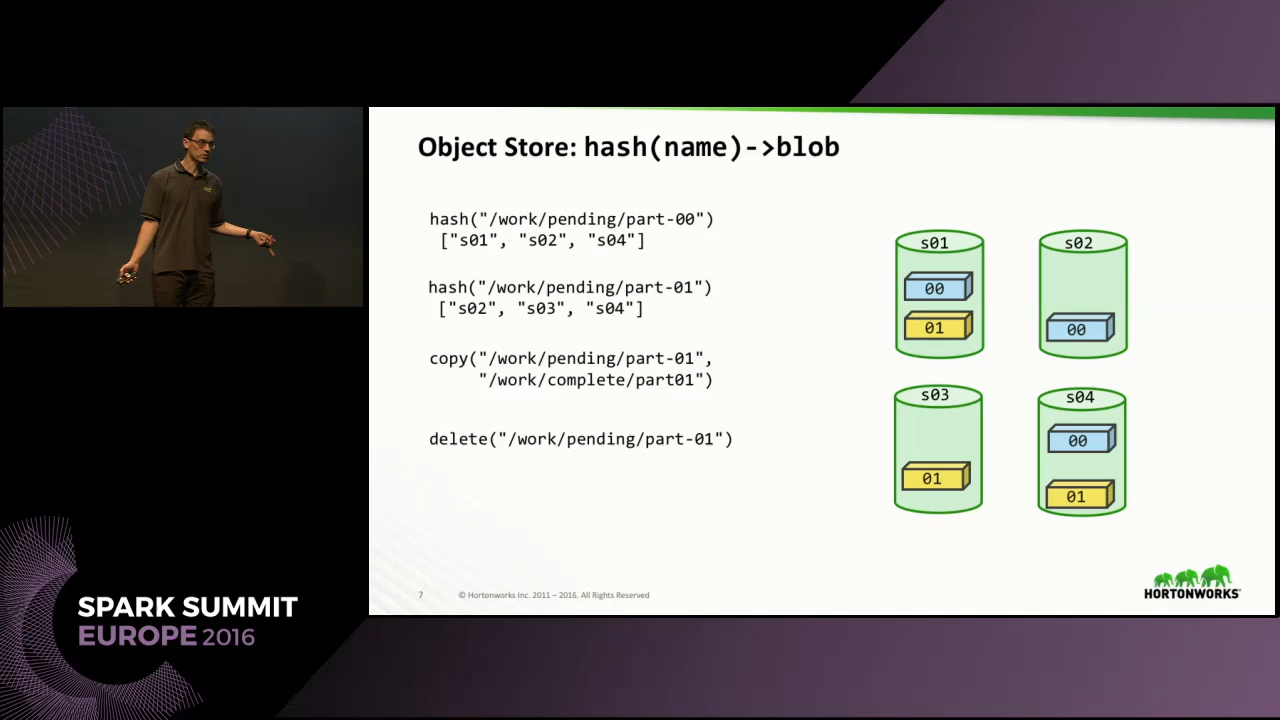 Object Store: hash(name)->blob
hash("/work/pending/part-00")
["s01", "s02", "s04"]
hash("/work/pending/part-01")
["s02", "s03", "s04"]
copy("/work/pending/part-01",
"/work/complete/part01")
delete("/work/pending/part-01")
s01
00
01
s02
00
s03
01
s04
00
01
7
© Hortonworks Inc. 2011 – 2016. All Rights Reserved
HORTONWORKS
SPARK SUMMIT
EUROPE 2016